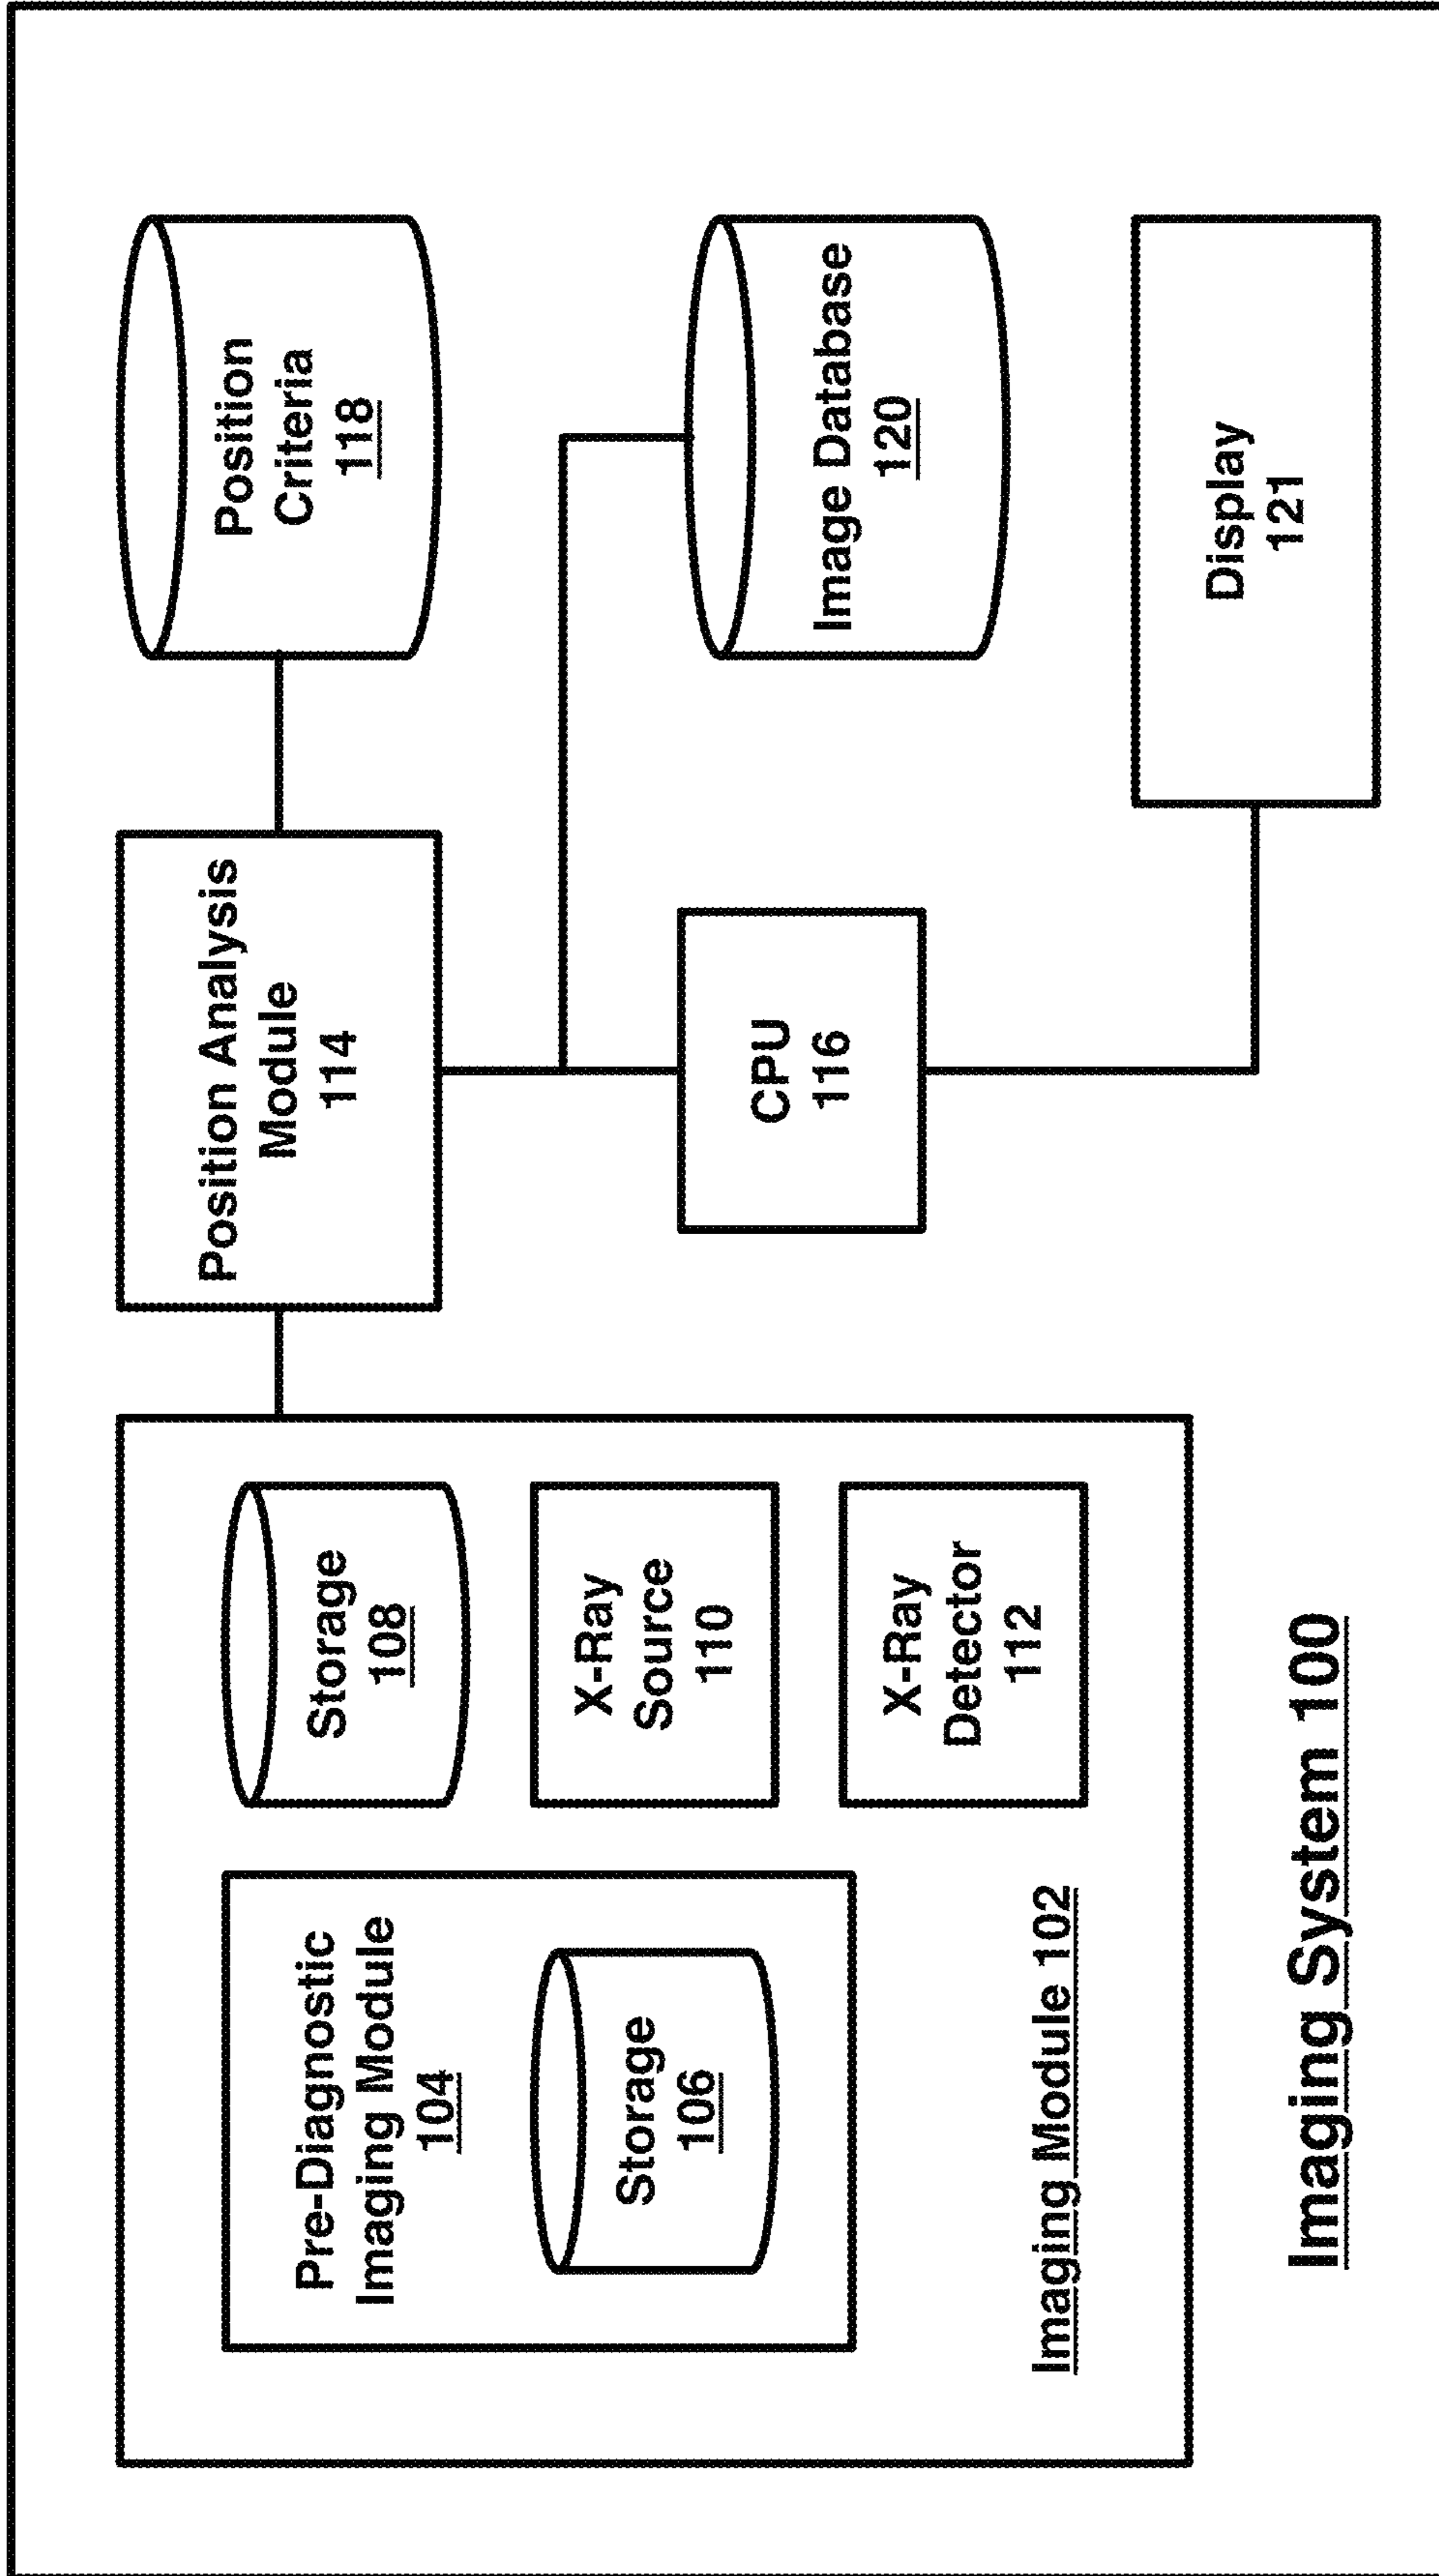 Pre-Diagnostic
Imaging Module
104
Storage
106
Storage
108
X-Ray
Source
110
X-Ray
Detector
112
Imaging Module 102
Position Analysis
Module
114
CPU
116
Position
Criteria
118
Image Database
120
Display
121
Imaging System 100